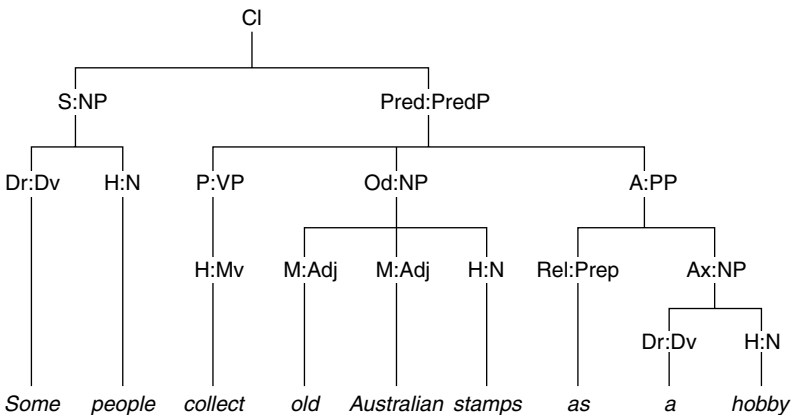 Cl
S:NP Pred:PredP
Dr:Dv H:N P:VP Od:NP A:PP
H:Mv M:Adj M:Adj H:N Rel:Prep Ax:NP
Dr:Dv H:N
Some people collect old Australian stamps as a hobby